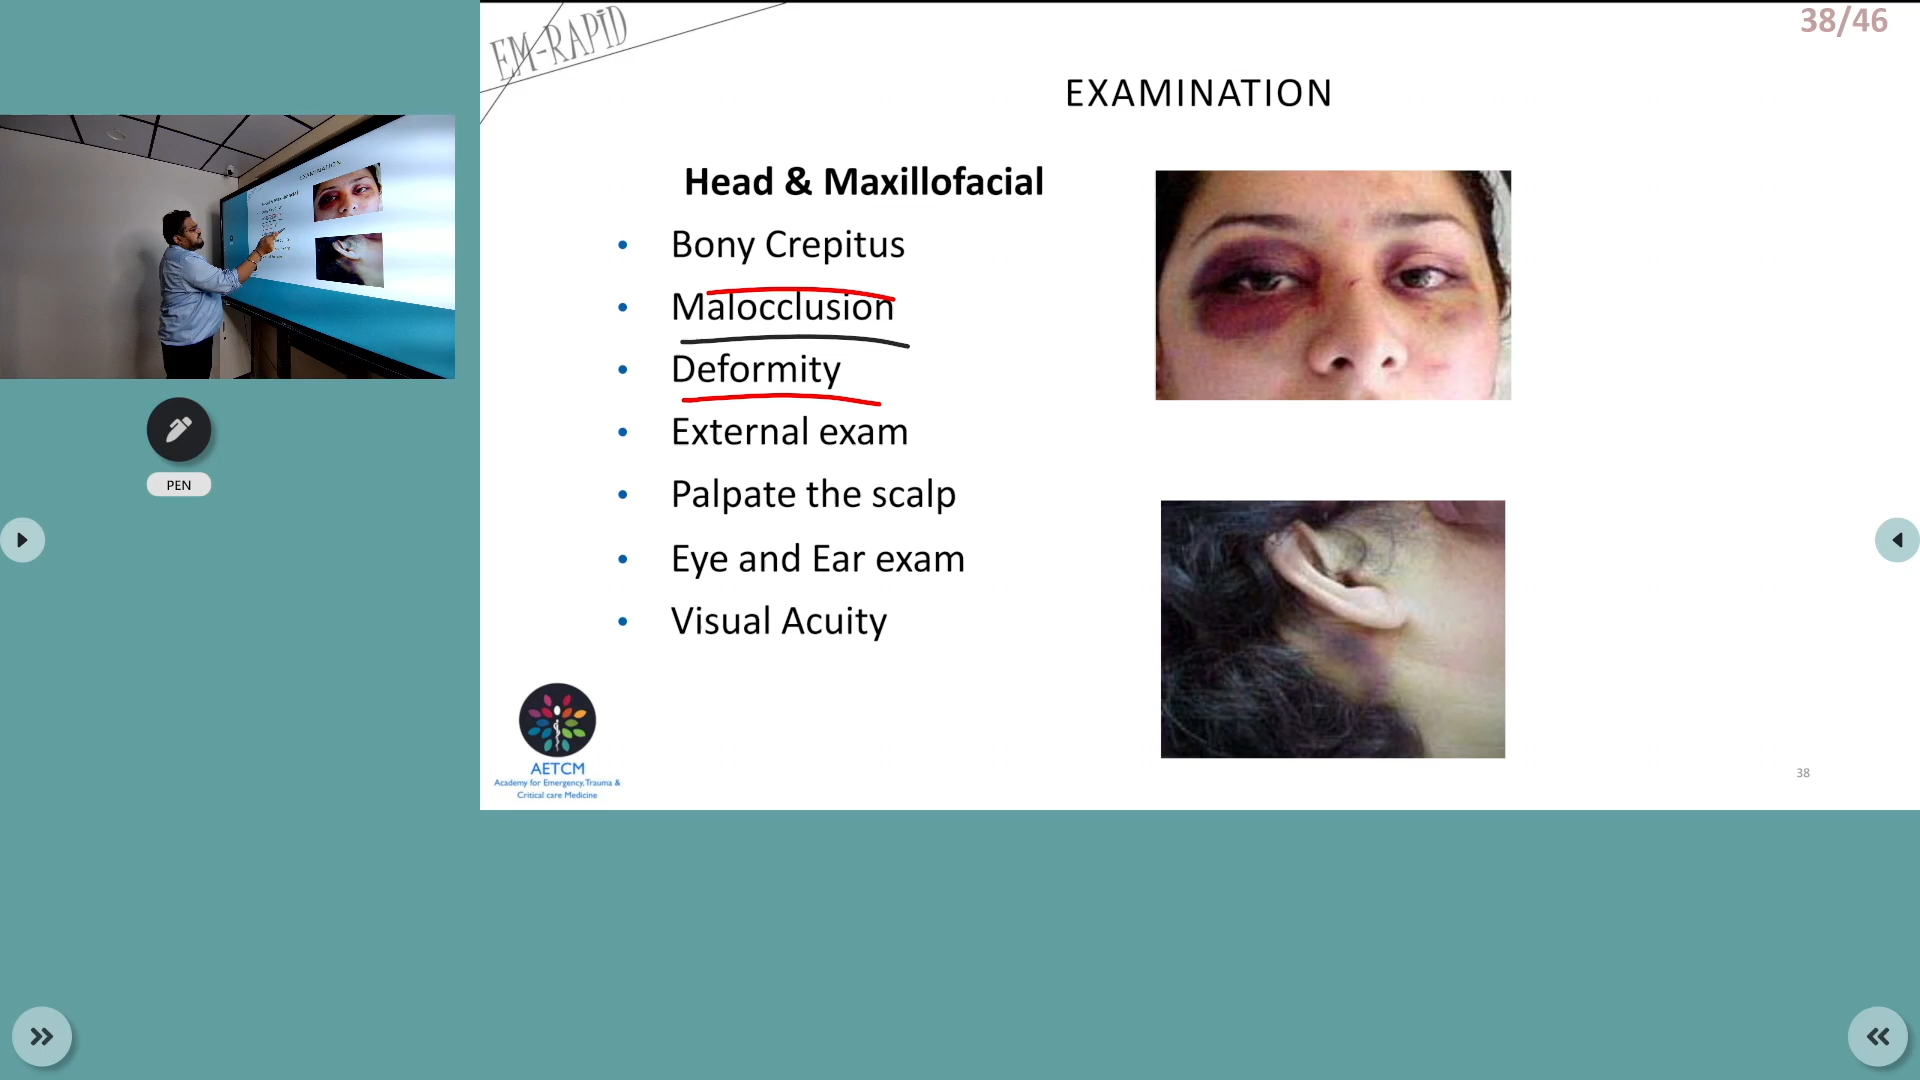 EM-RAPID
38/46
EXAMINATION
Head & Maxillofacial
• Bony Crepitus
• Malocclusion
• Deformity
• External exam
• Palpate the scalp
• Eye and Ear exam
• Visual Acuity
PEN
AETCM
Academy for Emergency, Trauma &
Critical care Medicine
38